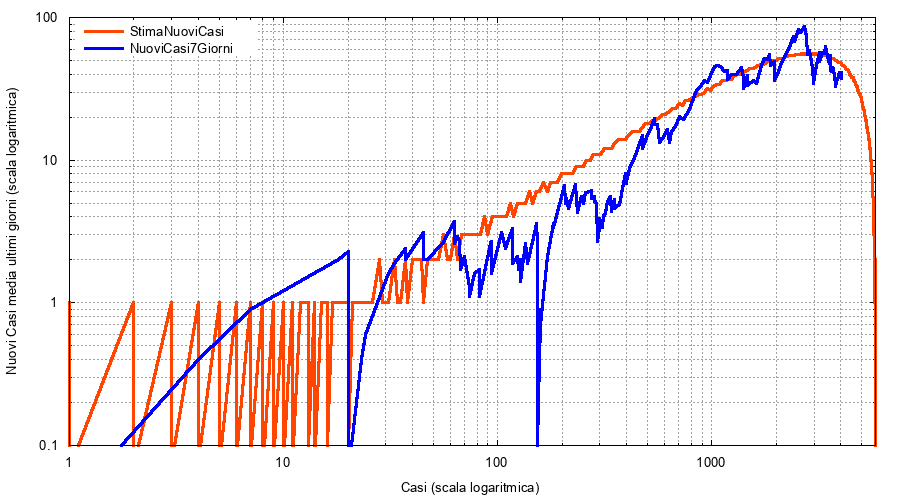 StimaNuoviCasi
NuoviCasi7Giorni
100
10
1
0.1
Nuovi Casi media ultimi giorni (scala logaritmica)
1
10
100
1000
Casi (scala logaritmica)